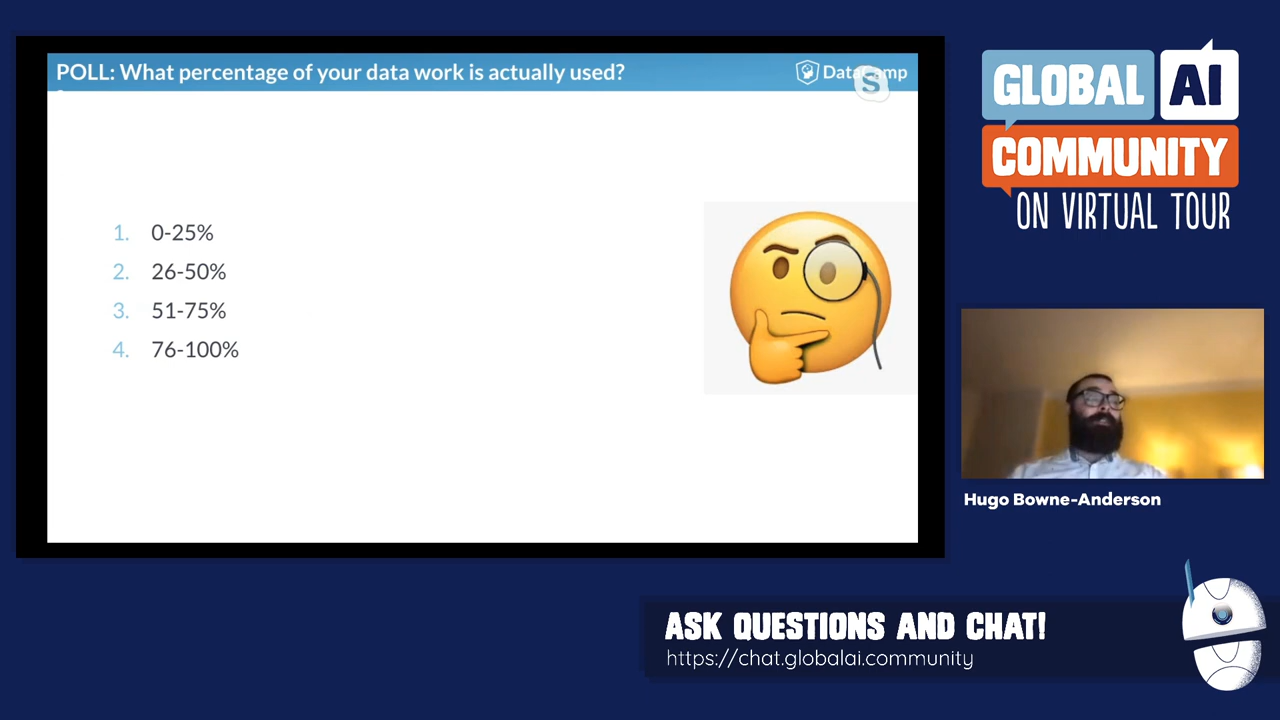 POLL: What percentage of your data work is actually used?
DataCamp
S
1. 0-25%
2. 26-50%
3. 51-75%
4. 76-100%
GLOBAL AI
COMMUNITY
ON VIRTUAL TOUR
Hugo Bowne-Anderson
ASK QUESTIONS AND CHAT!
https://chat.globalai.community